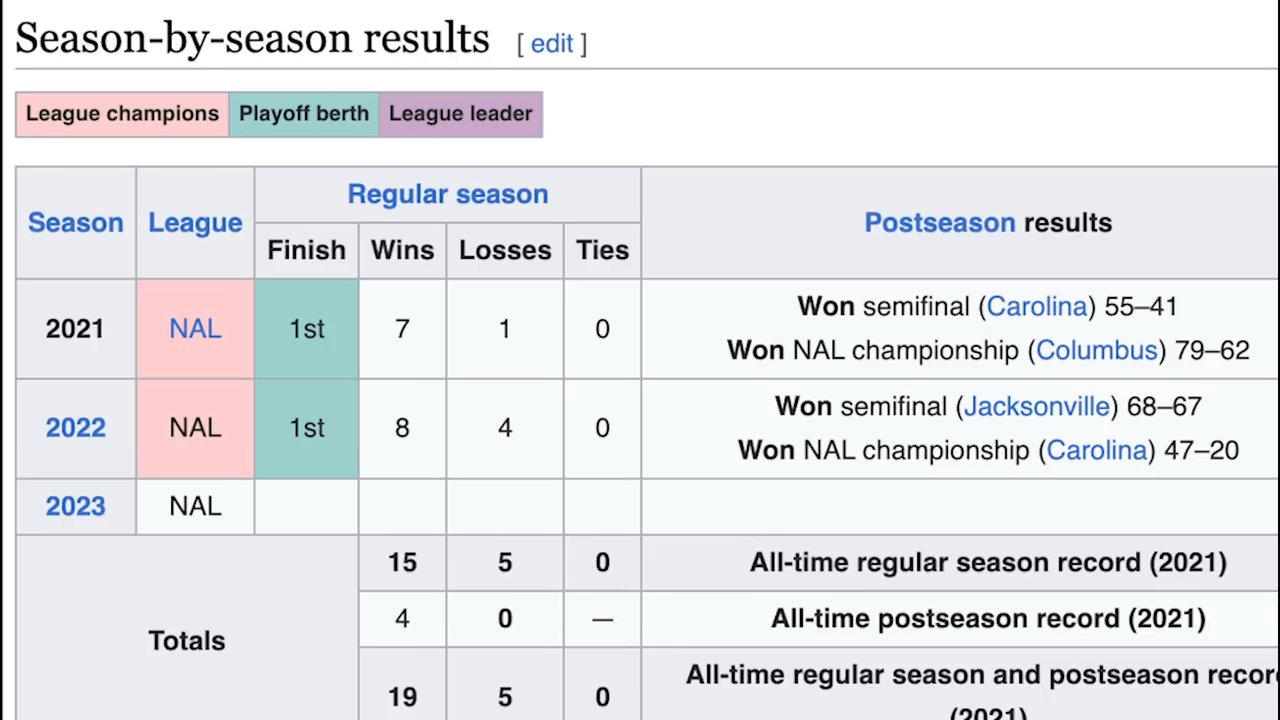 Season-by-season results [ edit ]
League champions Playoff berth League leader
Season League Regular season Postseason results
Finish Wins Losses Ties
2021 NAL 1st 7 1 0 Won semifinal (Carolina) 55–41
Won NAL championship (Columbus) 79–62
2022 NAL 1st 8 4 0 Won semifinal (Jacksonville) 68–67
Won NAL championship (Carolina) 47–20
2023 NAL
Totals 15 5 0 All-time regular season record (2021)
4 0 — All-time postseason record (2021)
19 5 0 All-time regular season and postseason record
(2021)